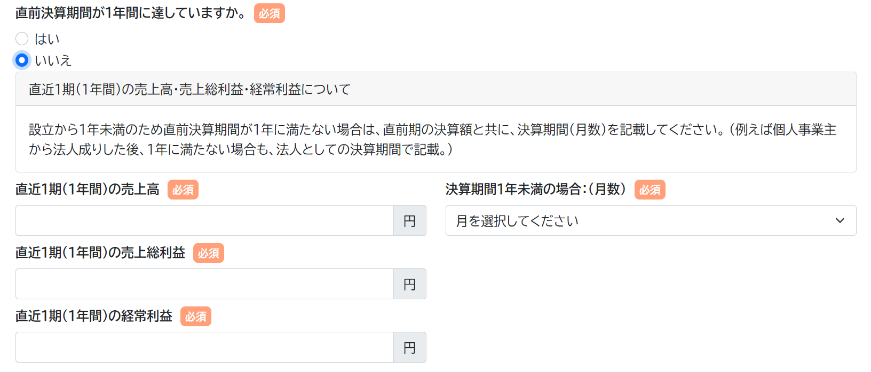 直前決算期間が1年間に達していますか。 必須
はい
いいえ
直近1期(1年間)の売上高・売上総利益・経常利益について
設立から1年未満のため直前決算期間が1年に満たない場合は、直前期の決算額と共に、決算期間(月数)を記載してください。(例えば個人事業主
から法人成りした後、1年に満たない場合も、法人としての決算期間で記載。)
直近1期(1年間)の売上高 必須 決算期間1年未満の場合:(月数) 必須
円 月を選択してください
直近1期(1年間)の売上総利益 必須
円
直近1期(1年間)の経常利益 必須
円